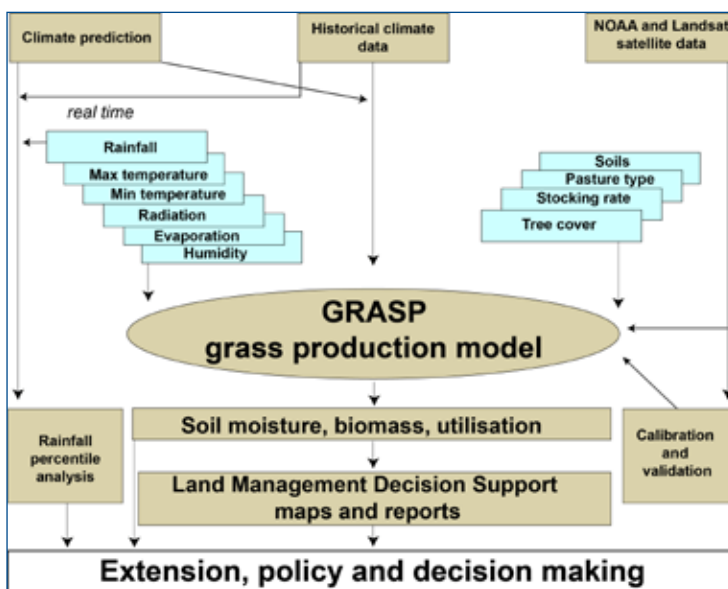 Climate prediction
Historical climate
data
NOAA and Landsat
satellite data
real time
Rainfall
Max temperature
Min temperature
Radiation
Evaporation
Humidity
Soils
Pasture type
Stocking rate
Tree cover
GRASP
grass production model
Soil moisture, biomass, utilisation
Rainfall
percentile
analysis
Calibration
and
validation
Land Management Decision Support
maps and reports
Extension, policy and decision making